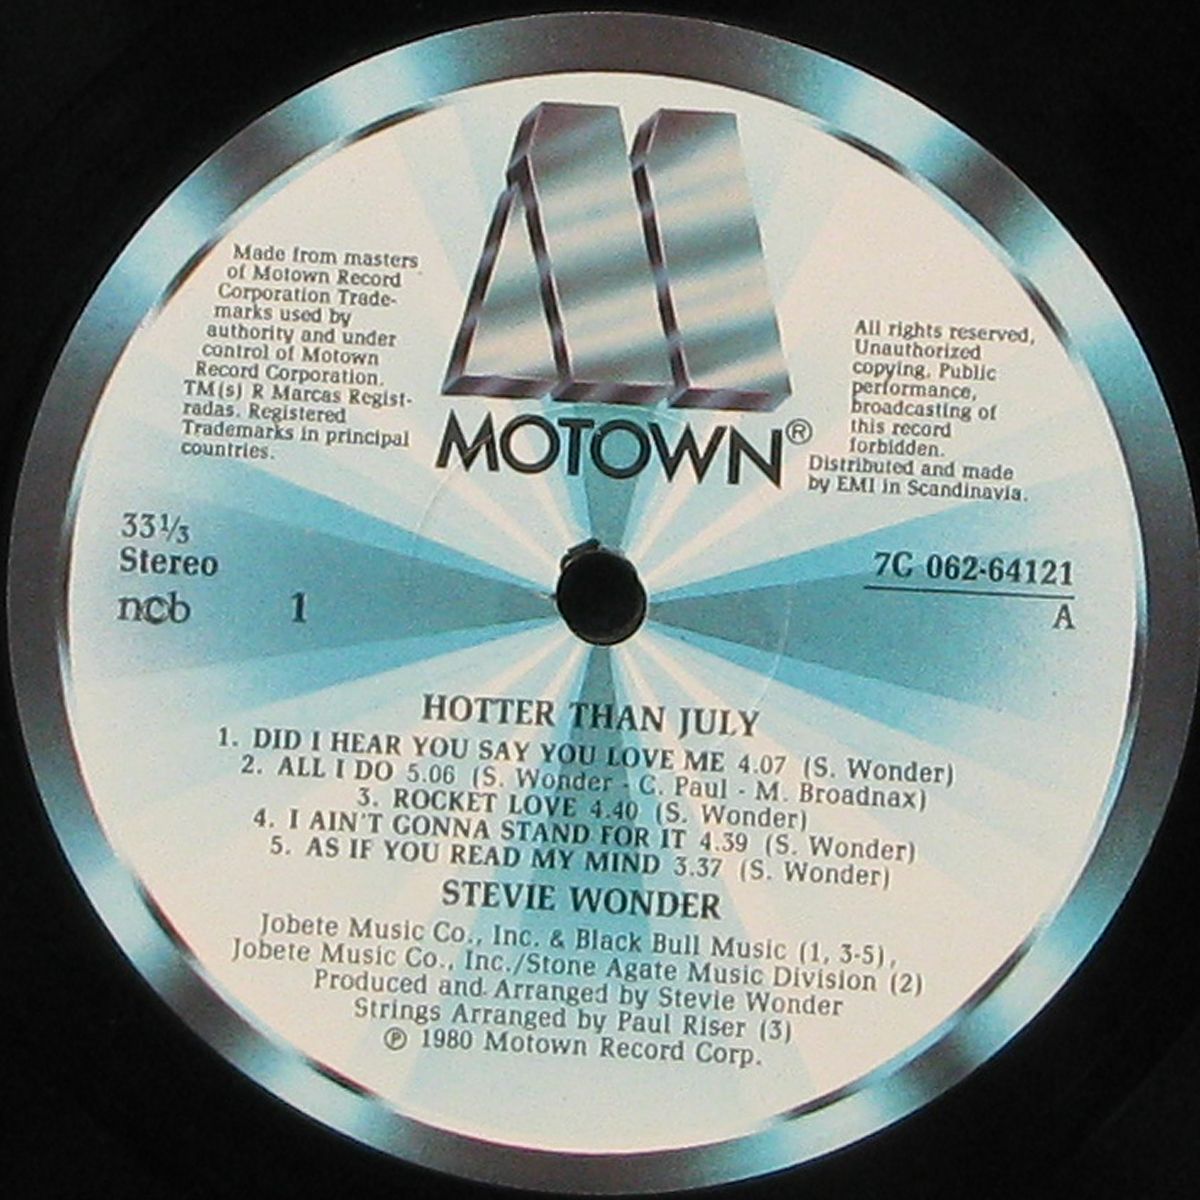 Made from masters
of Motown Record
Corporation Trade-
marks used by
authority and under
control of Motown
Record Corporation.
TM(s) R Marcas Regist-
radas. Registered
Trademarks in principal
countries.
MOTOWN®
All rights reserved,
Unauthorized
copying, Public
performance,
broadcasting of
this record
forbidden.
Distributed and made
by EMI in Scandinavia.
33⅓
Stereo
ncb 1
7C 062-64121
A
HOTTER THAN JULY
1. DID I HEAR YOU SAY YOU LOVE ME 4.07 (S. Wonder)
2. ALL I DO 5.06 (S. Wonder - C. Paul - M. Broadnax)
3. ROCKET LOVE 4.40 (S. Wonder)
4. I AIN'T GONNA STAND FOR IT 4.39 (S. Wonder)
5. AS IF YOU READ MY MIND 3.37 (S. Wonder)
STEVIE WONDER
Jobete Music Co., Inc. & Black Bull Music (1, 3-5),
Jobete Music Co., Inc./Stone Agate Music Division (2)
Produced and Arranged by Stevie Wonder
Strings Arranged by Paul Riser (3)
℗ 1980 Motown Record Corp.